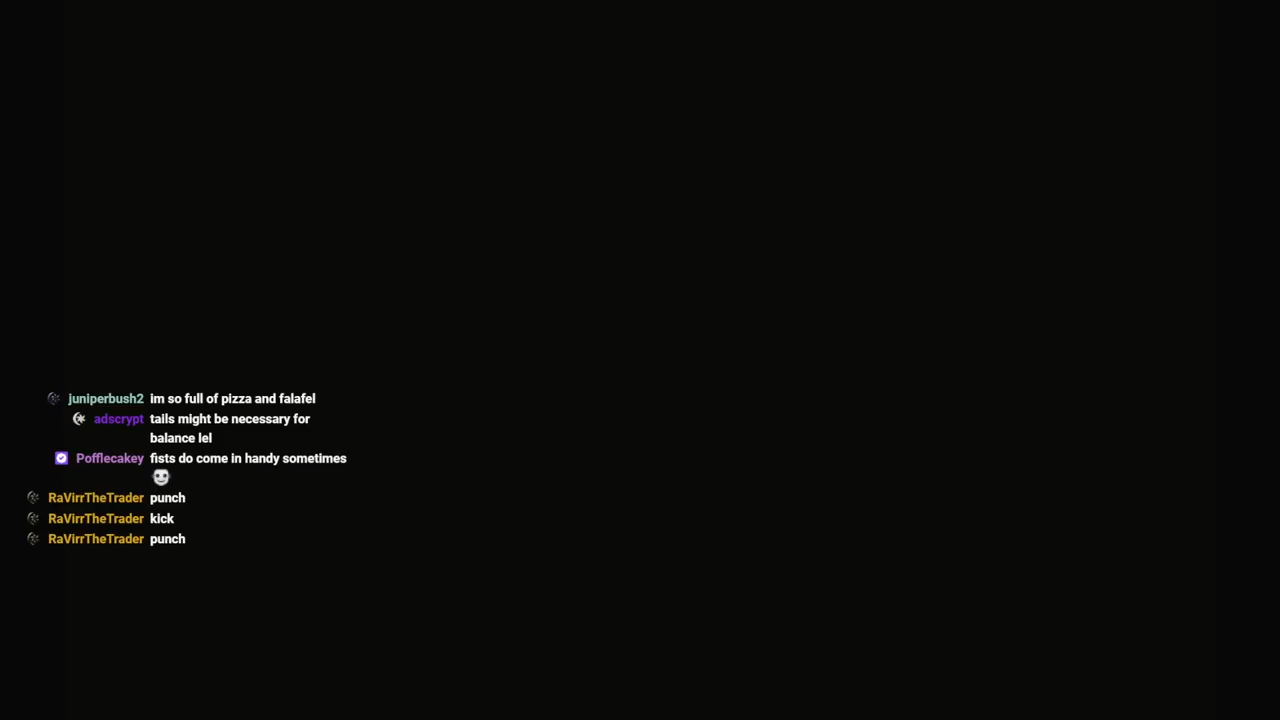 juniperbush2 im so full of pizza and falafel
adscrypt tails might be necessary for
balance lel
Pofflecakey fists do come in handy sometimes
RaVirrTheTrader punch
RaVirrTheTrader kick
RaVirrTheTrader punch